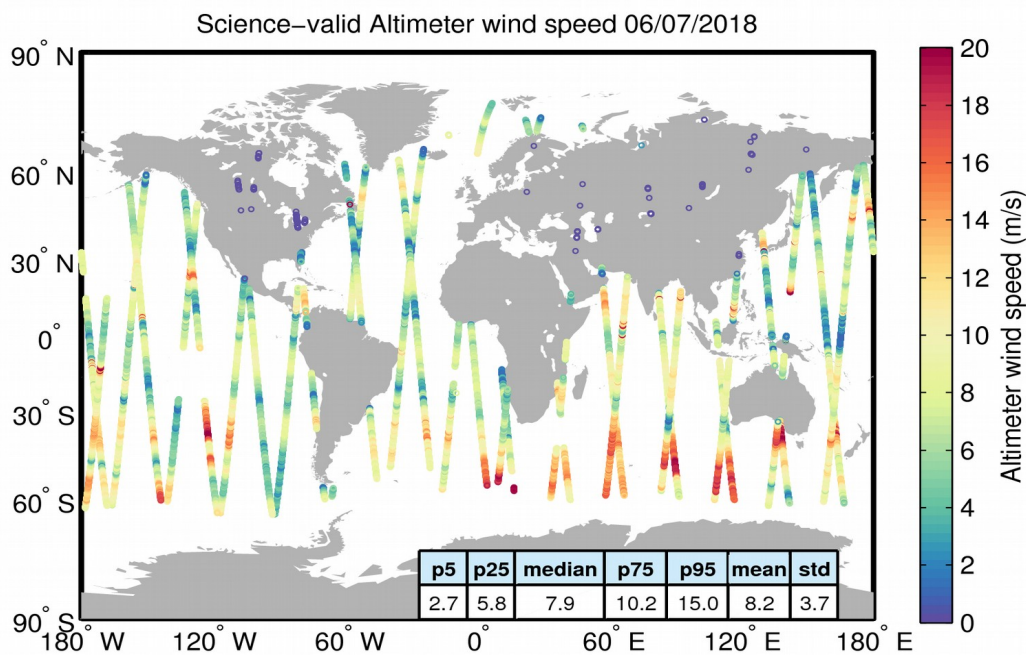 Science−valid Altimeter wind speed 06/07/2018
90° N
60° N
30° N
0°
30° S
60° S
90° S
180° W
120° W
60° W
0°
60° E
120° E
180° E
p5 p25 median p75 p95 mean std
2.7 5.8 7.9 10.2 15.0 8.2 3.7
20
18
16
14
12
10
8
6
4
2
0
Altimeter wind speed (m/s)